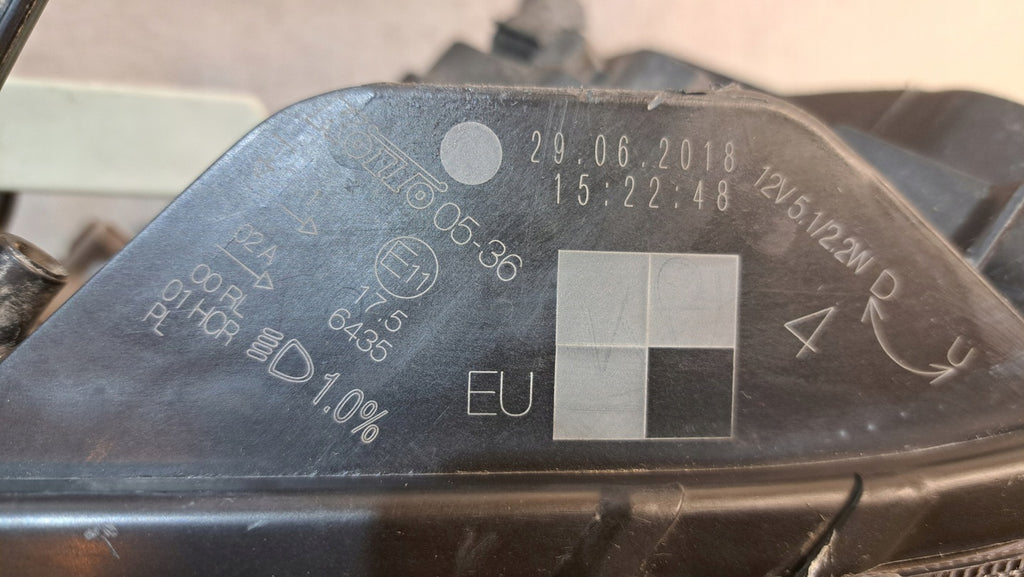 29.06.2018
15:22:48
12V 5.1/2.2W
05-36
E11
17.5
6435
02 A
00 RL
01 HCR
PL
1.0%
EU
4
D
U